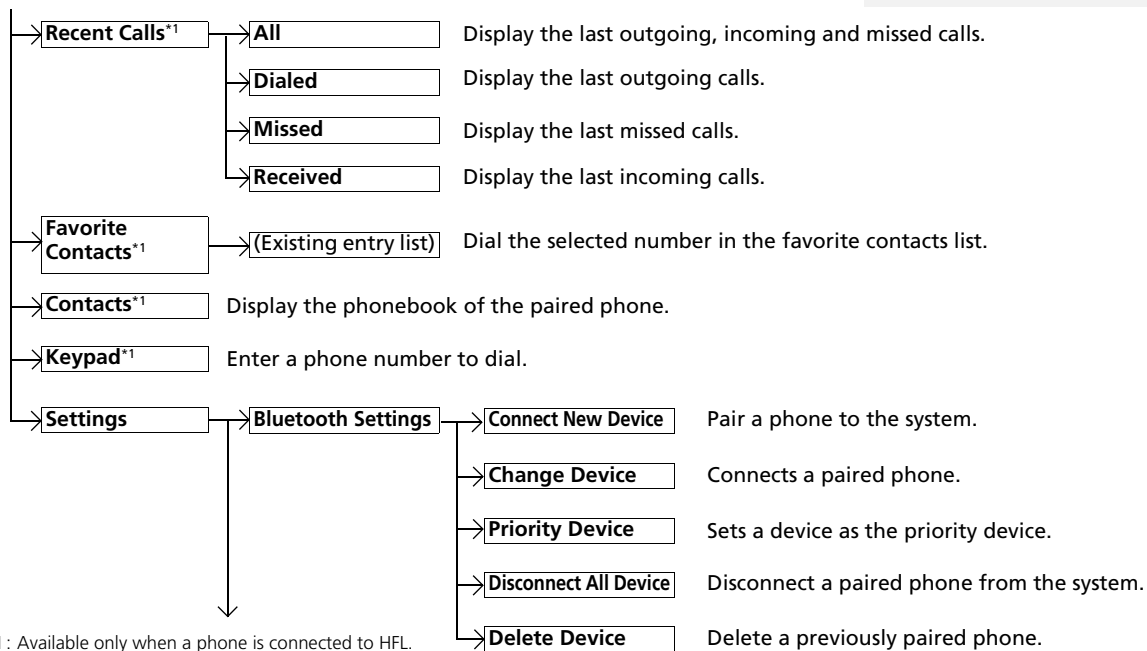 Recent Calls*1 All Display the last outgoing, incoming and missed calls.
Dialed Display the last outgoing calls.
Missed Display the last missed calls.
Received Display the last incoming calls.
Favorite
Contacts*1 (Existing entry list) Dial the selected number in the favorite contacts list.
Contacts*1 Display the phonebook of the paired phone.
Keypad*1 Enter a phone number to dial.
Settings Bluetooth Settings Connect New Device Pair a phone to the system.
Change Device Connects a paired phone.
Priority Device Sets a device as the priority device.
Disconnect All Device Disconnect a paired phone from the system.
Delete Device Delete a previously paired phone.
: Available only when a phone is connected to HFL.